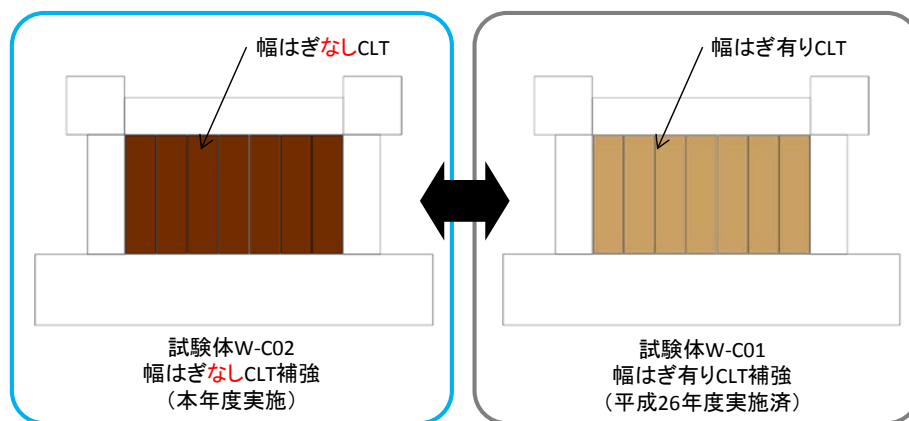 幅はぎなしCLT
試験体W-C02
幅はぎなしCLT補強
（本年度実施）
幅はぎ有りCLT
試験体W-C01
幅はぎ有りCLT補強
（平成26年度実施済）